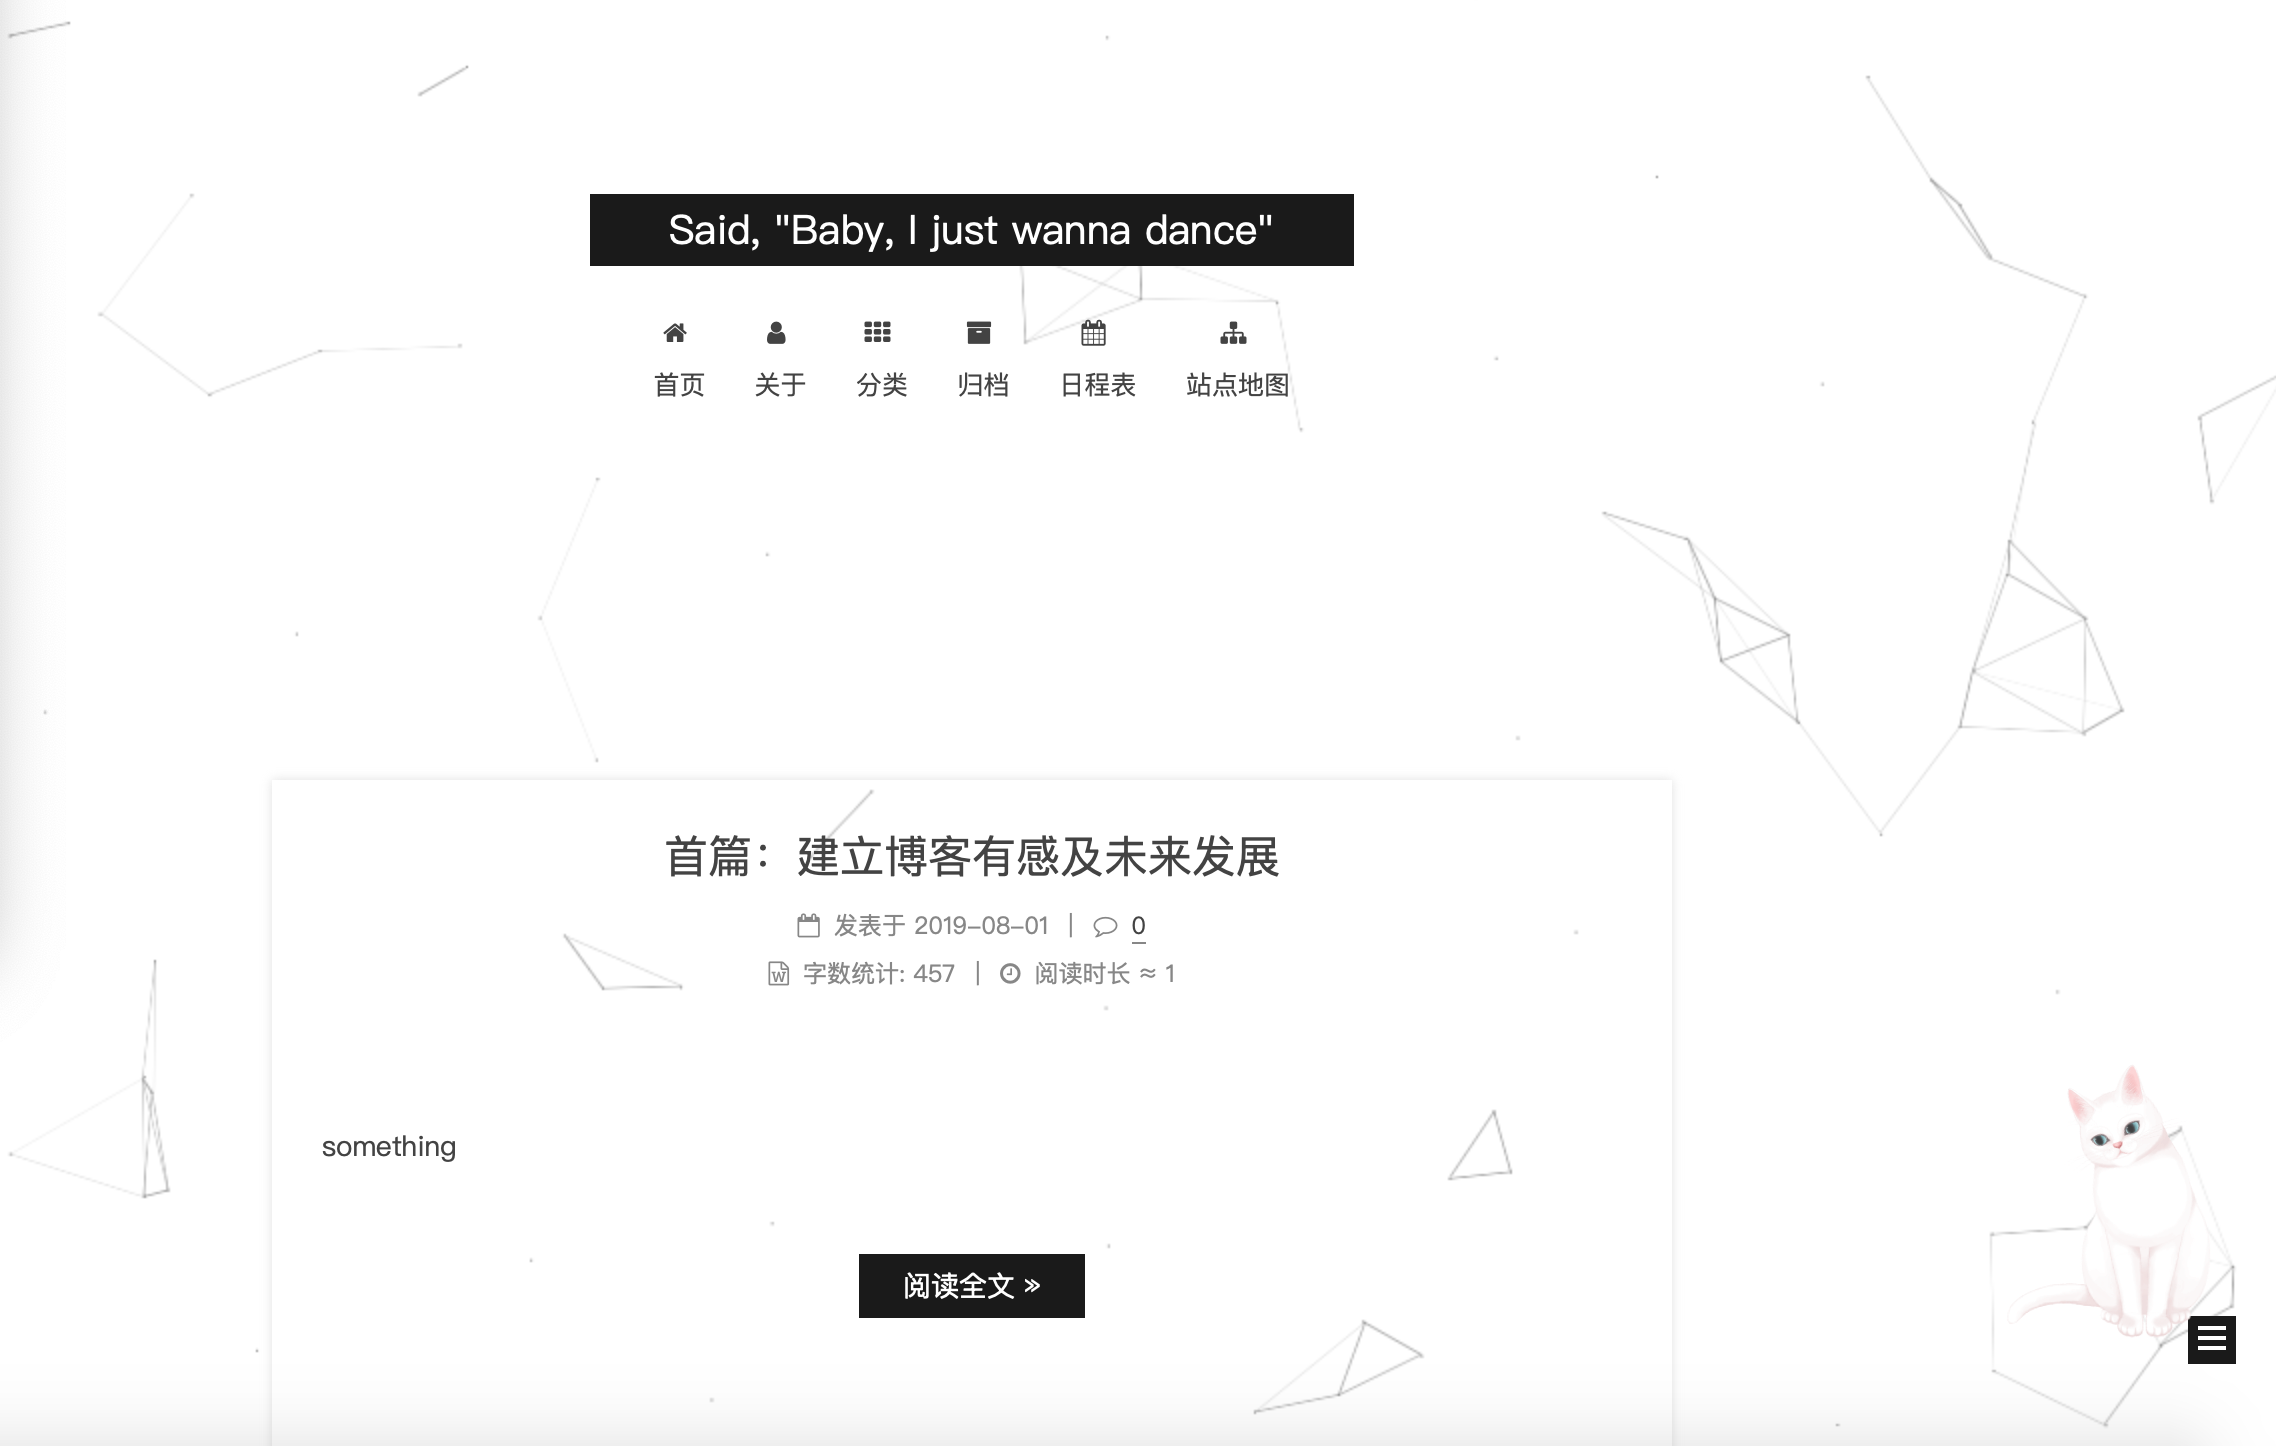 Said, "Baby, I just wanna dance"
首页 关于 分类 归档 日程表 站点地图
首篇：建立博客有感及未来发展
发表于 2019-08-01 | 0
字数统计: 457 | 阅读时长 ≈ 1
something
阅读全文 »